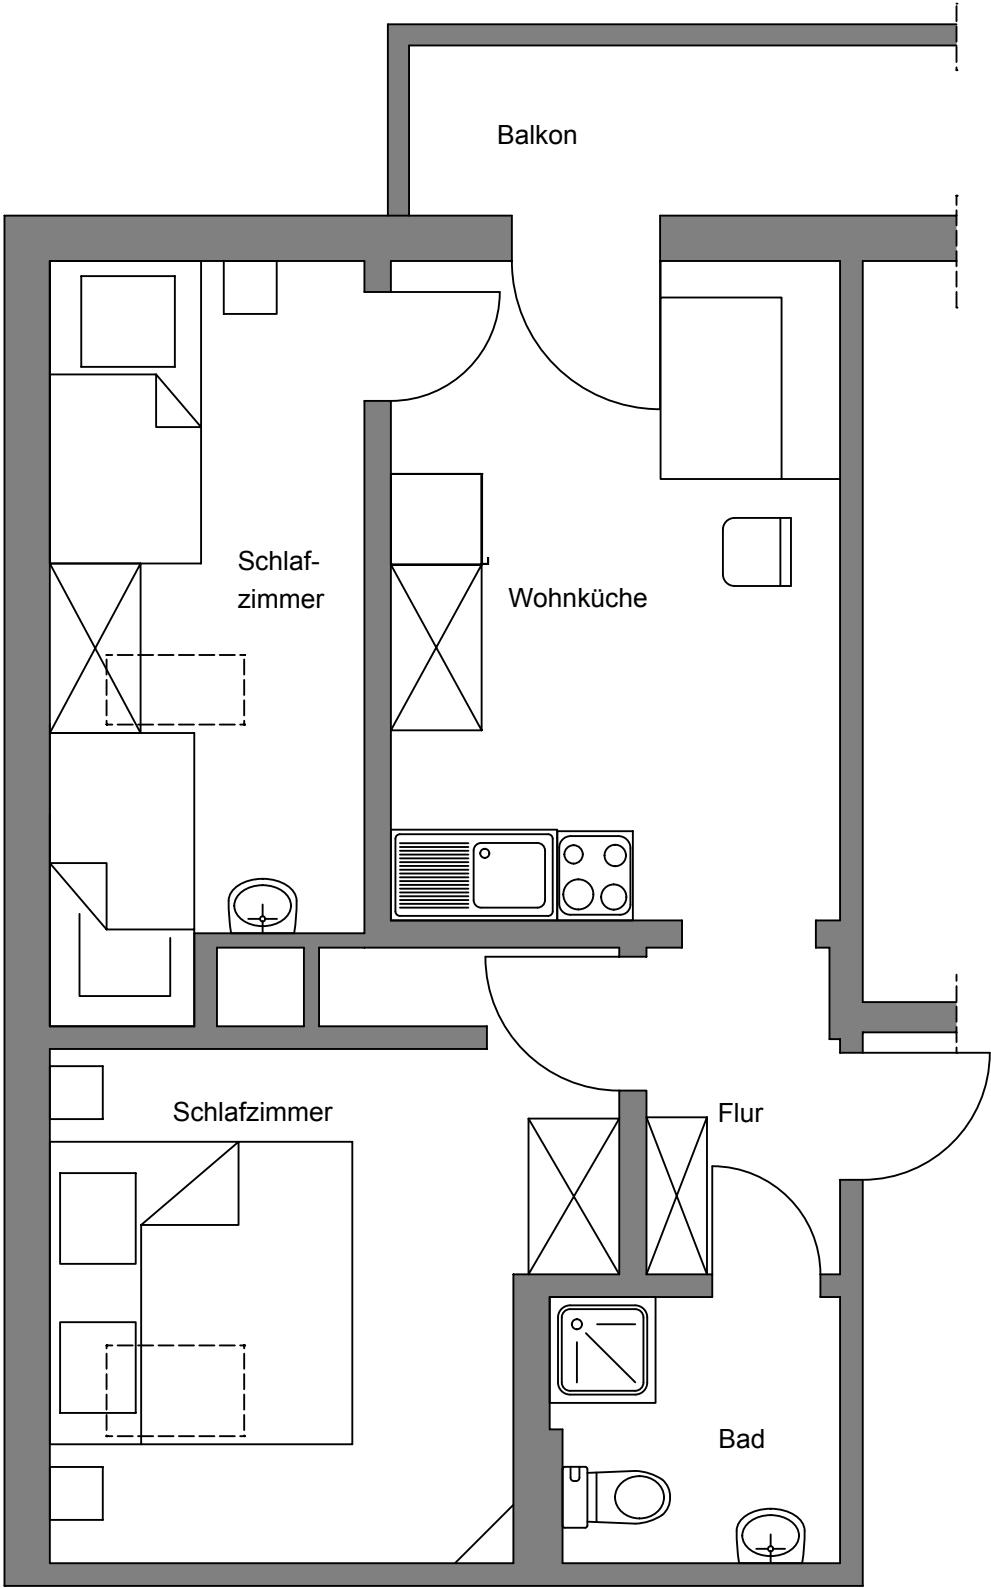 Balkon
Schlaf-
zimmer
Wohnküche
Schlafzimmer
Flur
Bad